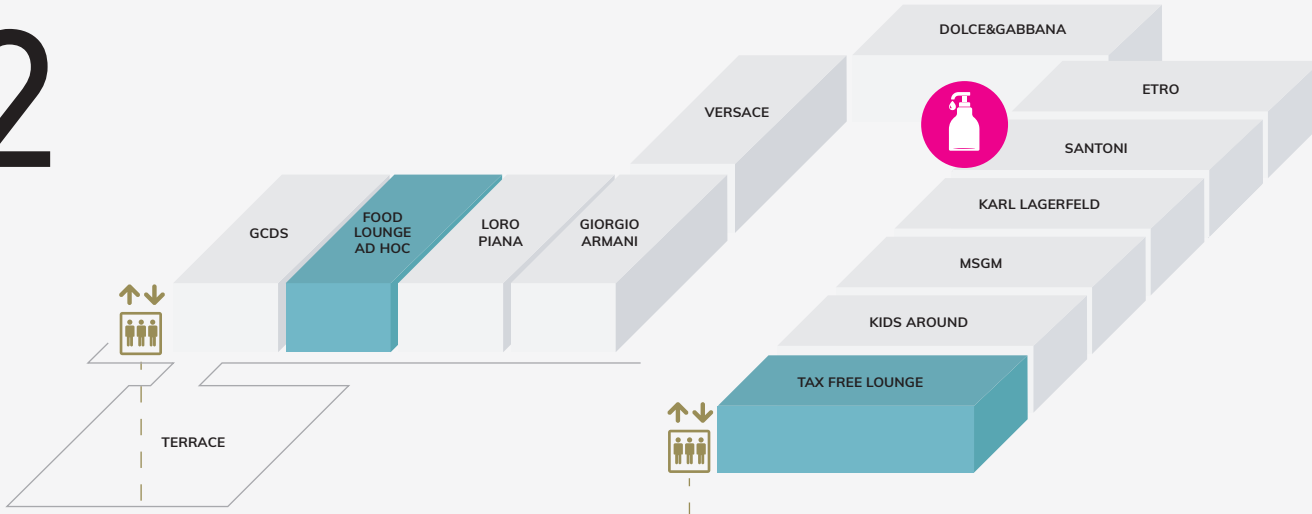 2
DOLCE&GABBANA
ETRO
VERSACE
SANTONI
KARL LAGERFELD
GCDS
FOOD
LOUNGE
AD HOC
LORO
PIANA
GIORGIO
ARMANI
MSGM
KIDS AROUND
TAX FREE LOUNGE
TERRACE